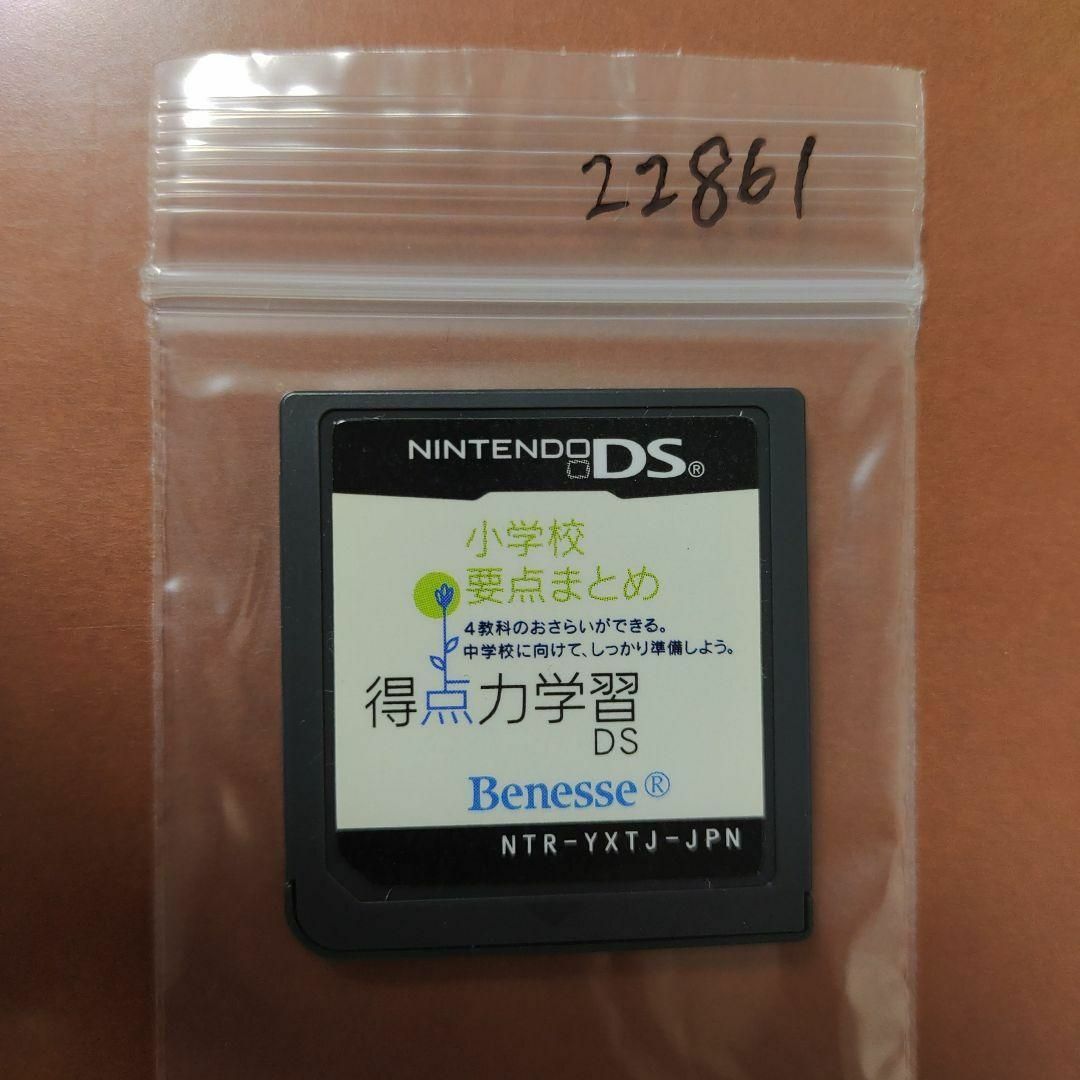 22861
NINTENDO DS®
小学校
要点まとめ
4教科のおさらいができる。
中学校に向けて、しっかり準備しよう。
得点力学習
DS
Benesse®
NTR-YXTJ-JPN